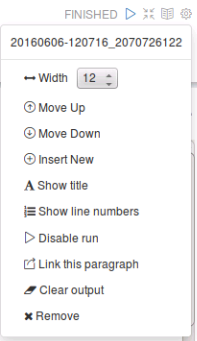 FINISHED
20160606-120716_2070726122
Width 12
Move Up
Move Down
Insert New
Show title
Show line numbers
Disable run
Link this paragraph
Clear output
Remove